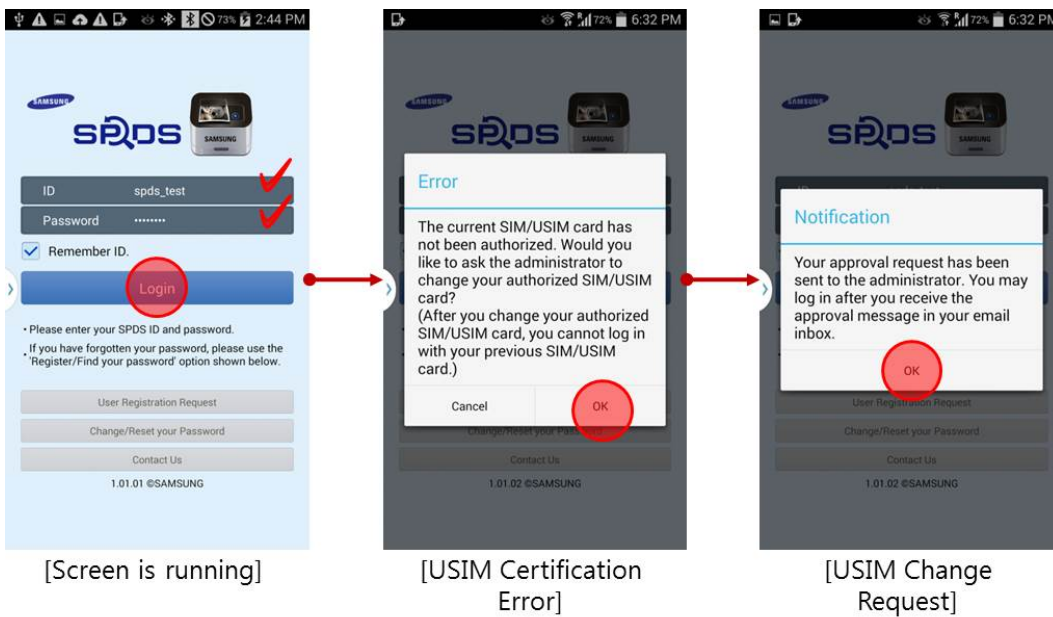 73% 2:44 PM
SAMSUNG
SPDS
SAMSUNG
ID spds_test
Password ········
Remember ID.
Login
• Please enter your SPDS ID and password.
• If you have forgotten your password, please use the
'Register/Find your password' option shown below.
User Registration Request
Change/Reset your Password
Contact Us
1.01.01 ©SAMSUNG
[Screen is running]
R 72% 6:32 PM
SAMSUNG
SPDS
SAMSUNG
Error
The current SIM/USIM card has
not been authorized. Would you
like to ask the administrator to
change your authorized SIM/USIM
card?
(After you change your authorized
SIM/USIM card, you cannot log in
with your previous SIM/USIM
card.)
Cancel OK
Change/Reset your Password
Contact Us
1.01.02 ©SAMSUNG
[USIM Certification
Error]
R 72% 6:32 PM
SAMSUNG
SPDS
SAMSUNG
Notification
Your approval request has been
sent to the administrator. You may
log in after you receive the
approval message in your email
inbox.
OK
User Registration Request
Change/Reset your Password
Contact Us
1.01.02 ©SAMSUNG
[USIM Change
Request]